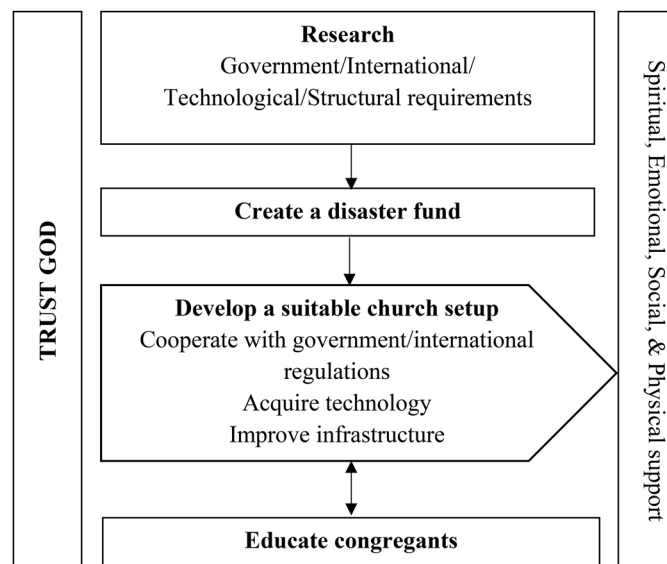 TRUST GOD
Research
Government/International/
Technological/Structural requirements
Create a disaster fund
Develop a suitable church setup
Cooperate with government/international
regulations
Acquire technology
Improve infrastructure
Educate congregants
Spiritual, Emotional, Social, & Physical support